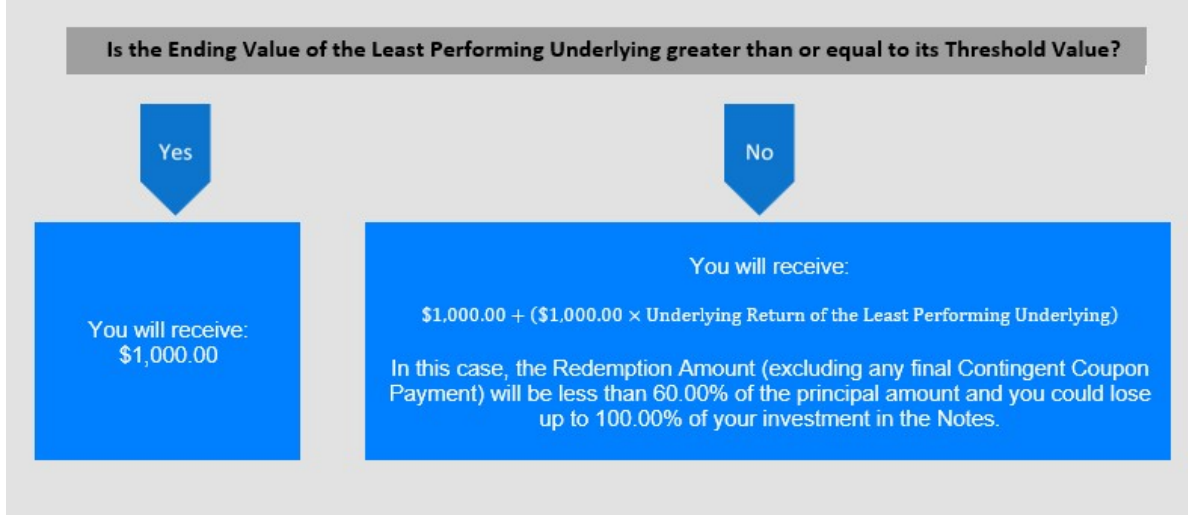 Is the Ending Value of the Least Performing Underlying greater than or equal to its Threshold Value?
Yes
No
You will receive:
$1,000.00
You will receive:
$1,000.00 + ($1,000.00 × Underlying Return of the Least Performing Underlying)
In this case, the Redemption Amount (excluding any final Contingent Coupon
Payment) will be less than 60.00% of the principal amount and you could lose
up to 100.00% of your investment in the Notes.